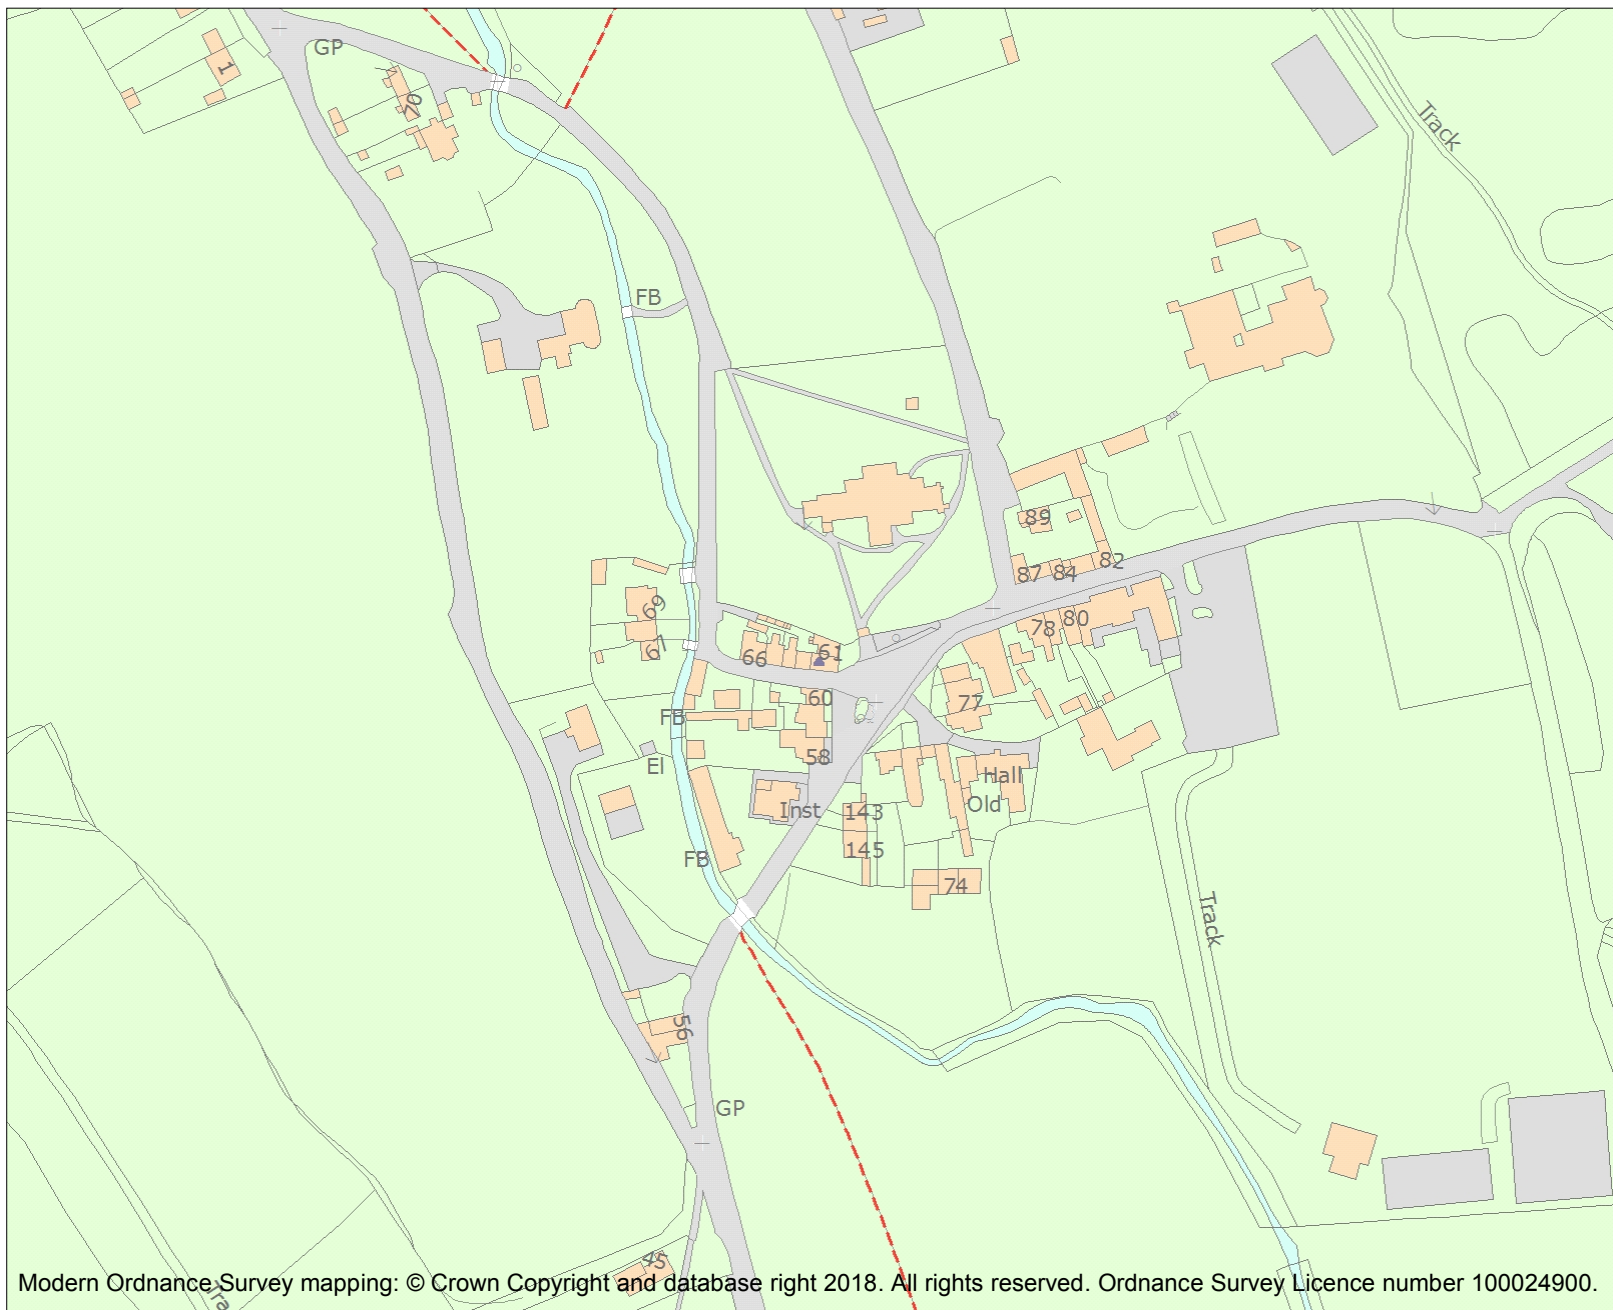 GP
1
70
Track
FB
89
87
84
82
69
67
66
61
78
80
60
77
FB
58
El
Hall
Inst
143
Old
145
FB
74
Track
56
GP
45
Tra
Modern Ordnance Survey mapping: © Crown Copyright and database right 2018. All rights reserved. Ordnance Survey Licence number 100024900.